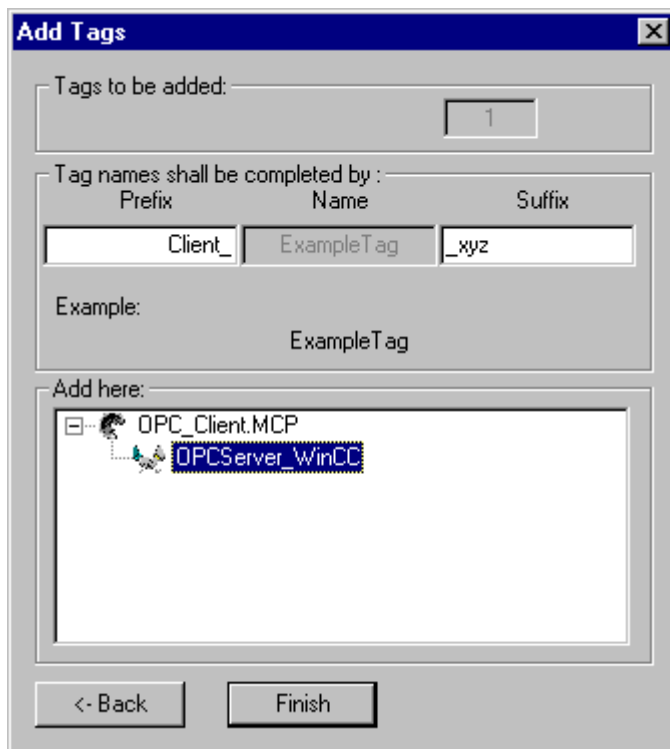 Add Tags
Tags to be added:
1
Tag names shall be completed by :
Prefix Name Suffix
Client_ ExampleTag _xyz
Example:
ExampleTag
Add here:
OPC_Client.MCP
OPCServer_WinCC
<- Back Finish